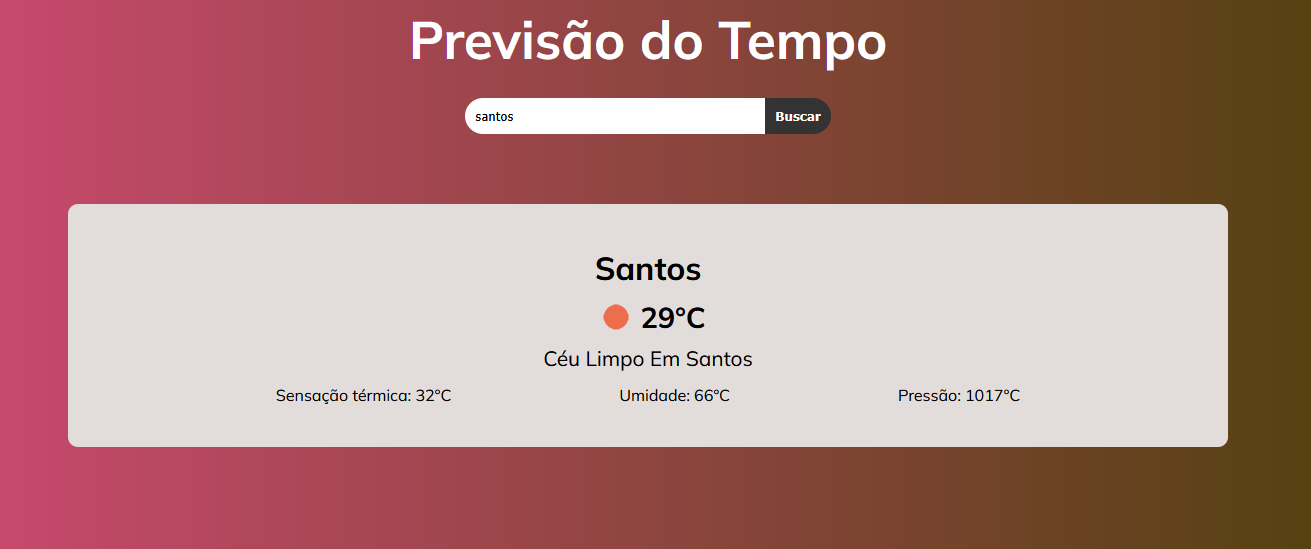 Previsão do Tempo
santos Buscar
Santos
29°C
Céu Limpo Em Santos
Sensação térmica: 32°C Umidade: 66°C Pressão: 1017°C